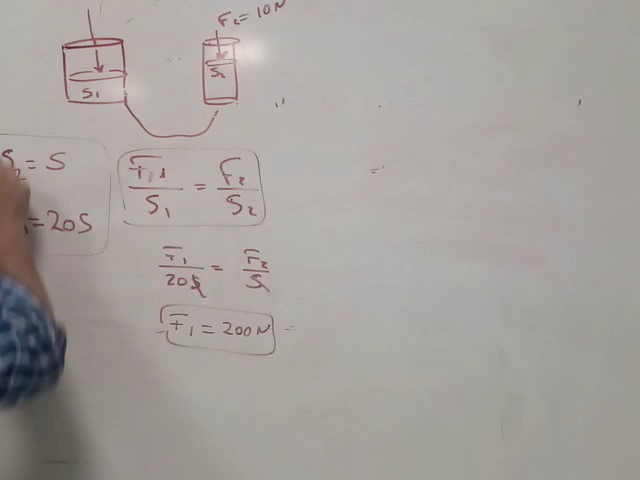 F₂ = 10N
S₁
S₂
S₂ = S
F₁/S₁ = F₂/S₂
= 20S
F₁/20S = F₂/S
F₁ = 200N